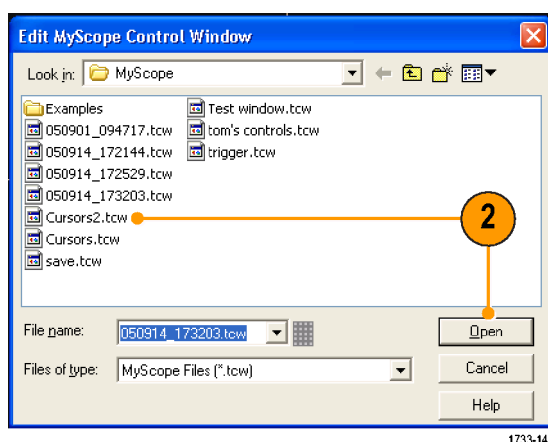 Edit MyScope Control Window
Look in: MyScope
Examples
050901_094717.tcw
050914_172144.tcw
050914_172529.tcw
050914_173203.tcw
Cursors2.tcw
Cursors.tcw
save.tcw
Test window.tcw
tom's controls.tcw
trigger.tcw
2
File name: 050914_173203.tcw Open
Files of type: MyScope Files (*.tcw) Cancel
Help
1733-14